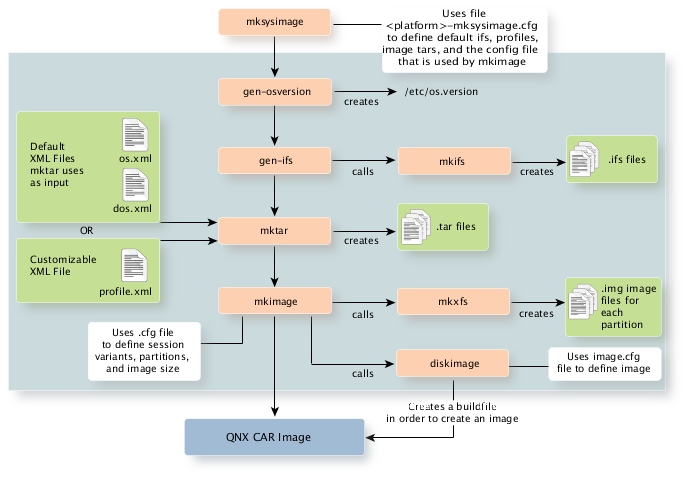 mksysimage
Uses file
<platform>-mksysimage.cfg
to define default ifs, profiles,
image tars, and the config file
that is used by mkimage
gen-osversion
creates
/etc/os.version
Default
XML Files
mktar uses
as input
os.xml
dos.xml
gen-ifs
calls
mkifs
creates
.ifs files
OR
mktar
creates
.tar files
Customizable
XML File
profile.xml
mkimage
calls
mkxfs
creates
.img image
files for
each
partition
Uses .cfg file
to define session
variants, partitions,
and image size
calls
diskimage
Uses image.cfg
file to define image
Creates a buildfile
in order to create an image
QNX CAR Image